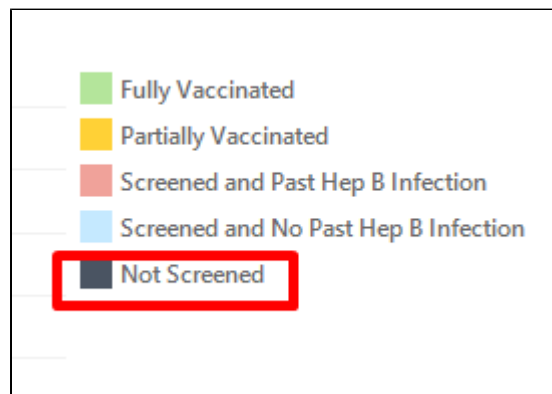 Fully Vaccinated
Partially Vaccinated
Screened and Past Hep B Infection
Screened and No Past Hep B Infection
Not Screened